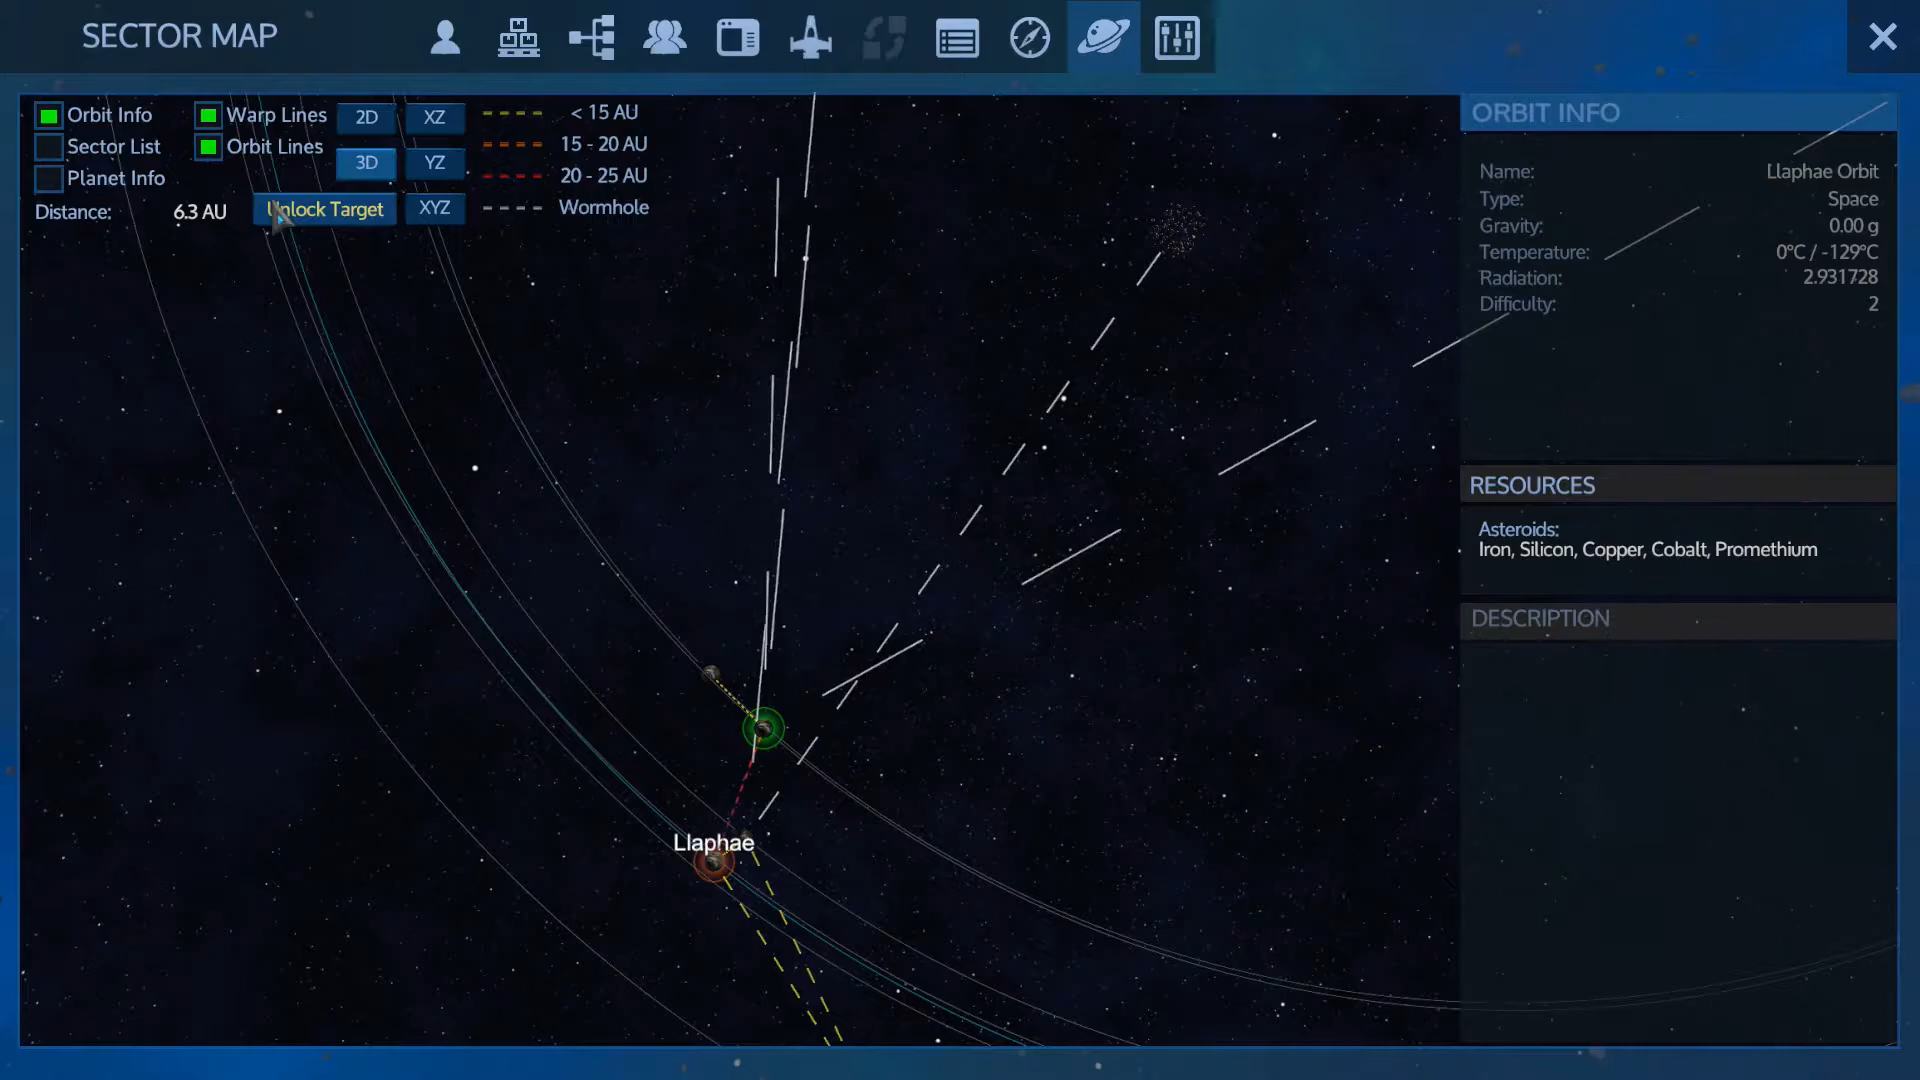 SECTOR MAP
Orbit Info
Warp Lines
2D
XZ
< 15 AU
Sector List
Orbit Lines
15 - 20 AU
3D
YZ
Planet Info
20 - 25 AU
Distance:
6.3 AU
Unlock Target
XYZ
Wormhole
Llaphae
ORBIT INFO
Name:
Llaphae Orbit
Type:
Space
Gravity:
0.00 g
Temperature:
0°C / -129°C
Radiation:
2.931728
Difficulty:
2
RESOURCES
Asteroids:
Iron, Silicon, Copper, Cobalt, Promethium
DESCRIPTION